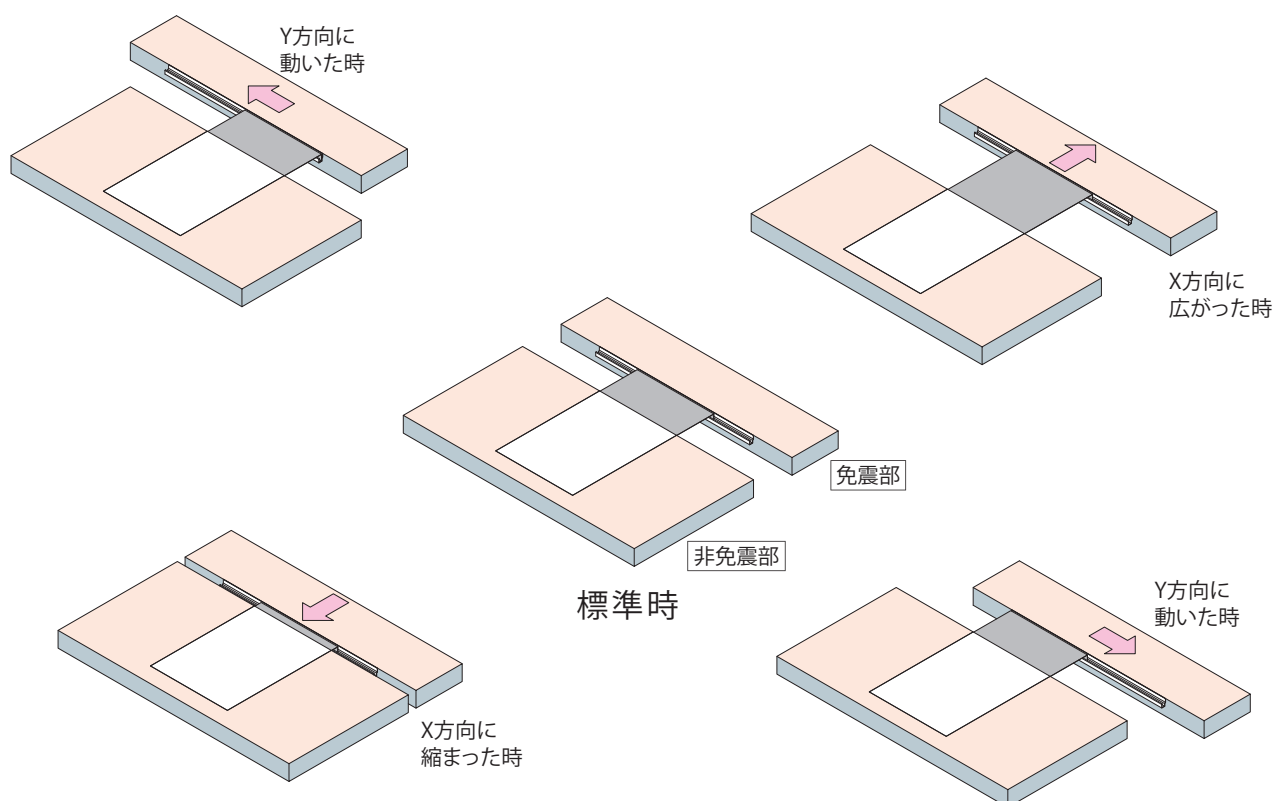 Y方向に
動いた時
X方向に
広がった時
免震部
非免震部
標準時
X方向に
縮まった時
Y方向に
動いた時